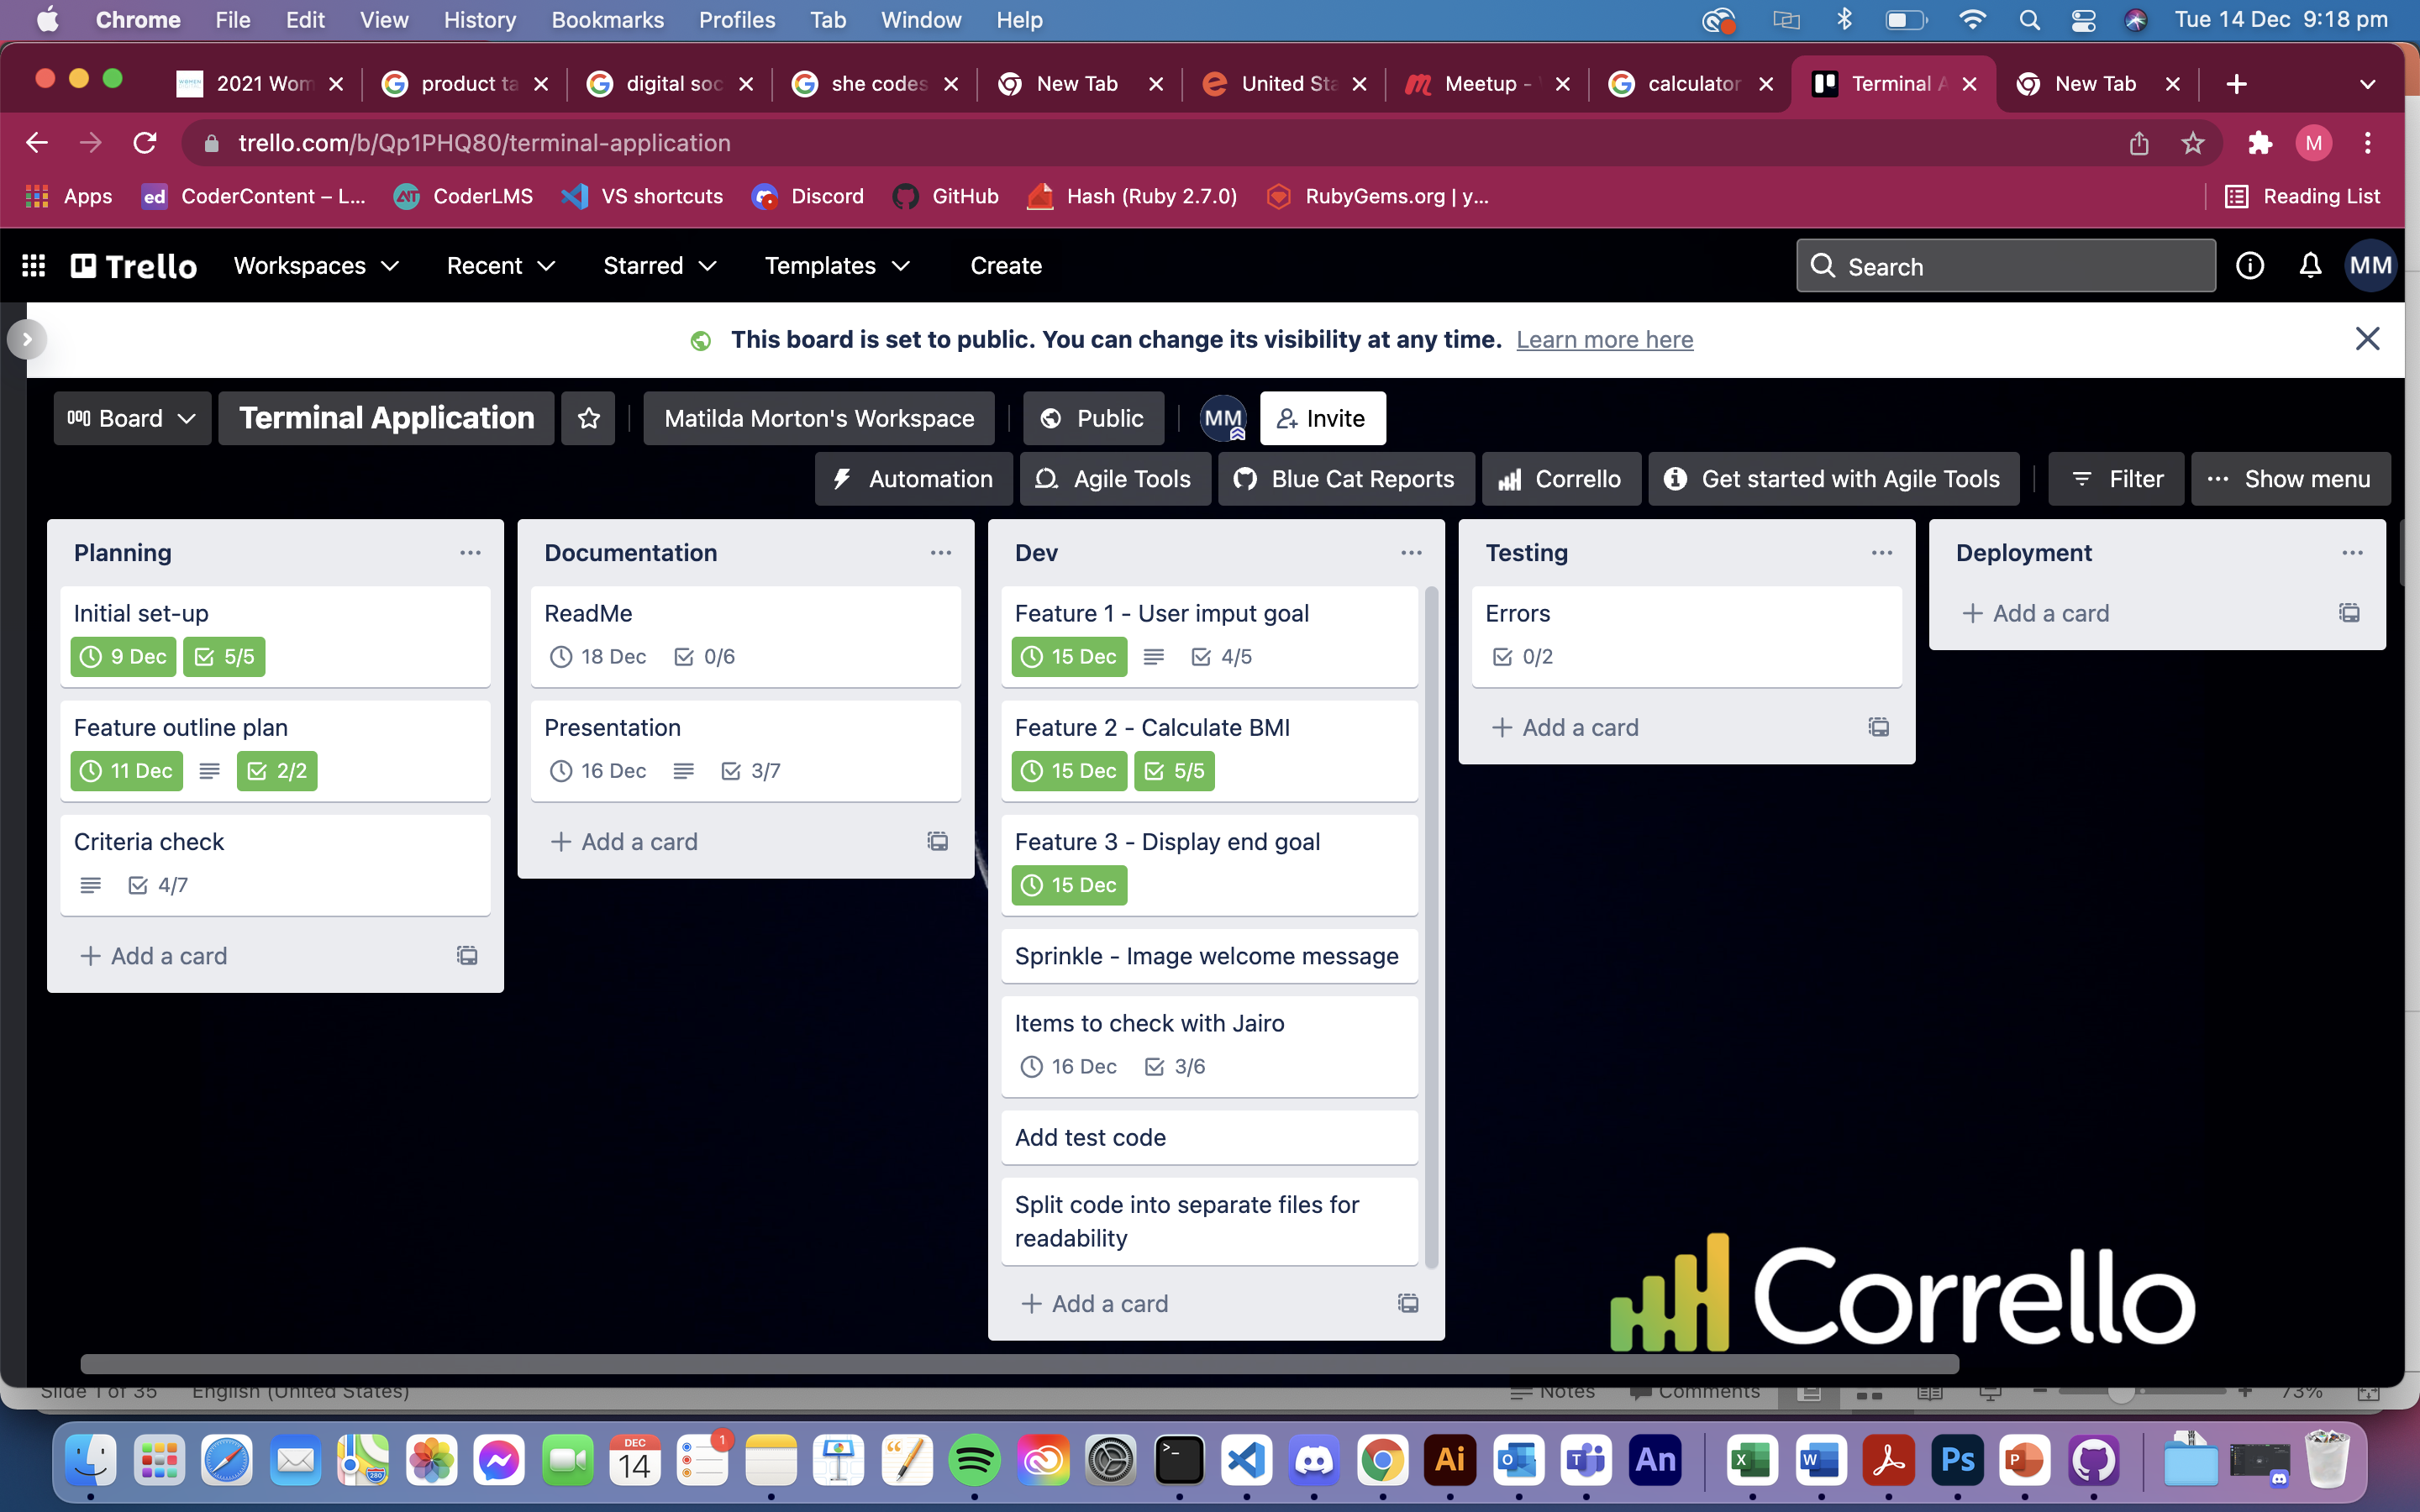 Chrome File Edit View History Bookmarks Profiles Tab Window Help Tue 14 Dec 9:18 pm
2021 Wom product ta digital soc she codes New Tab United Sta Meetup - calculator Terminal A New Tab
trello.com/b/Qp1PHQ80/terminal-application M
Apps ed CoderContent – L... CoderLMS VS shortcuts Discord GitHub Hash (Ruby 2.7.0) RubyGems.org | y... Reading List
Trello Workspaces Recent Starred Templates Create Search MM
This board is set to public. You can change its visibility at any time. Learn more here
Board Terminal Application Matilda Morton's Workspace Public MM Invite
Automation Agile Tools Blue Cat Reports Corrello Get started with Agile Tools Filter Show menu
Planning
Initial set-up
9 Dec 5/5
Feature outline plan
11 Dec 2/2
Criteria check
4/7
+ Add a card
Documentation
ReadMe
18 Dec 0/6
Presentation
16 Dec 3/7
+ Add a card
Dev
Feature 1 - User imput goal
15 Dec 4/5
Feature 2 - Calculate BMI
15 Dec 5/5
Feature 3 - Display end goal
15 Dec
Sprinkle - Image welcome message
Items to check with Jairo
16 Dec 3/6
Add test code
Split code into separate files for
readability
+ Add a card
Testing
Errors
0/2
+ Add a card
Deployment
+ Add a card
Corrello
Slide 1 of 35 English (United States) Notes Comments 73%
280 DEC 14 1 Ai O An X W Ps P